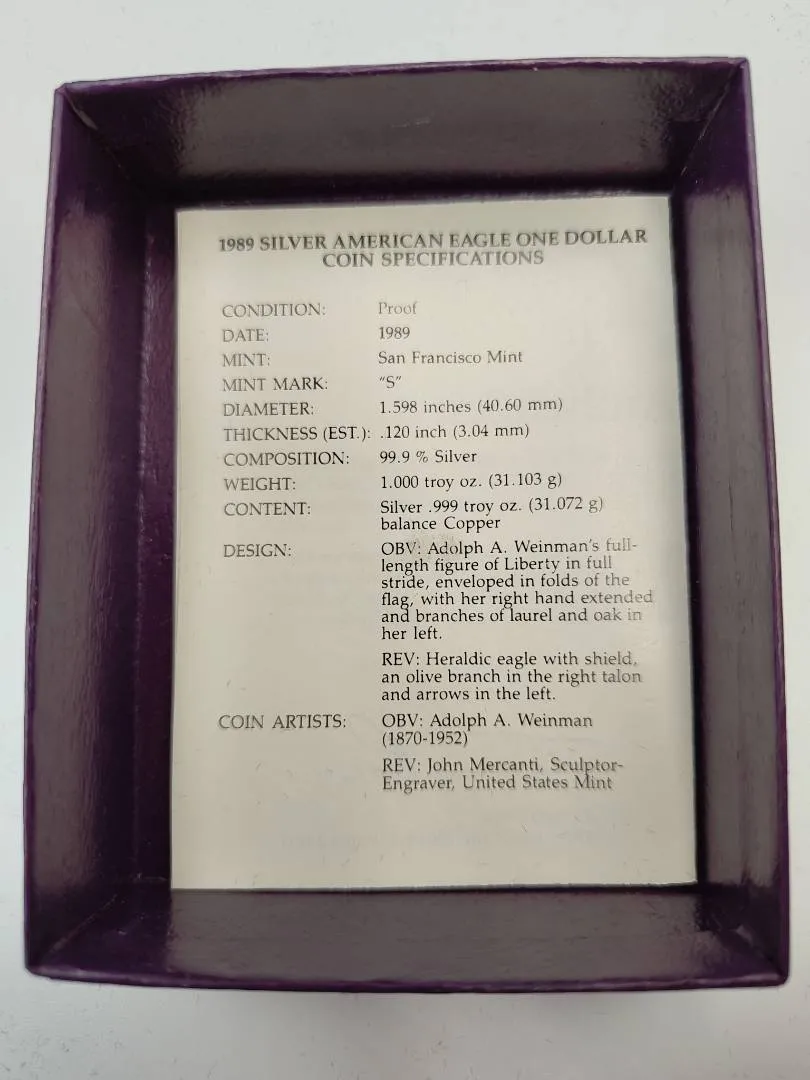 1989 SILVER AMERICAN EAGLE ONE DOLLAR
COIN SPECIFICATIONS
CONDITION: Proof
DATE: 1989
MINT: San Francisco Mint
MINT MARK: "S"
DIAMETER: 1.598 inches (40.60 mm)
THICKNESS (EST.): .120 inch (3.04 mm)
COMPOSITION: 99.9 % Silver
WEIGHT: 1.000 troy oz. (31.103 g)
CONTENT: Silver .999 troy oz. (31.072 g)
balance Copper
DESIGN: OBV: Adolph A. Weinman's full-
length figure of Liberty in full
stride, enveloped in folds of the
flag, with her right hand extended
and branches of laurel and oak in
her left.
REV: Heraldic eagle with shield,
an olive branch in the right talon
and arrows in the left.
COIN ARTISTS: OBV: Adolph A. Weinman
(1870-1952)
REV: John Mercanti, Sculptor-
Engraver, United States Mint